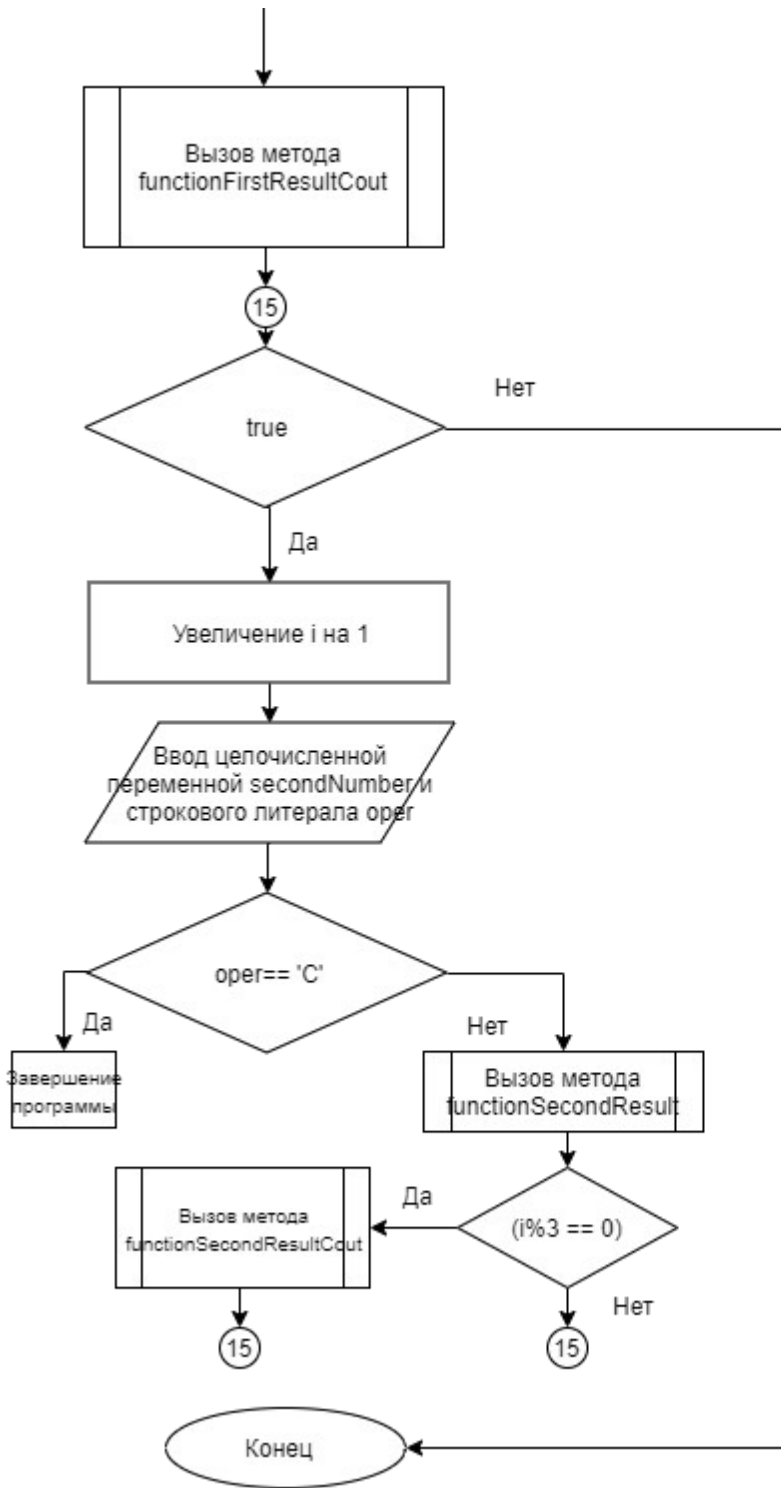 Вызов метода
functionFirstResultCout
15
true
Нет
Да
Увеличение i на 1
Ввод целочисленной
переменной secondNumber и
строкового литерала oper
oper== 'C'
Да
Нет
Завершение
программы
Вызов метода
functionSecondResult
Вызов метода
functionSecondResultCout
Да
(i%3 == 0)
Нет
15
15
Конец